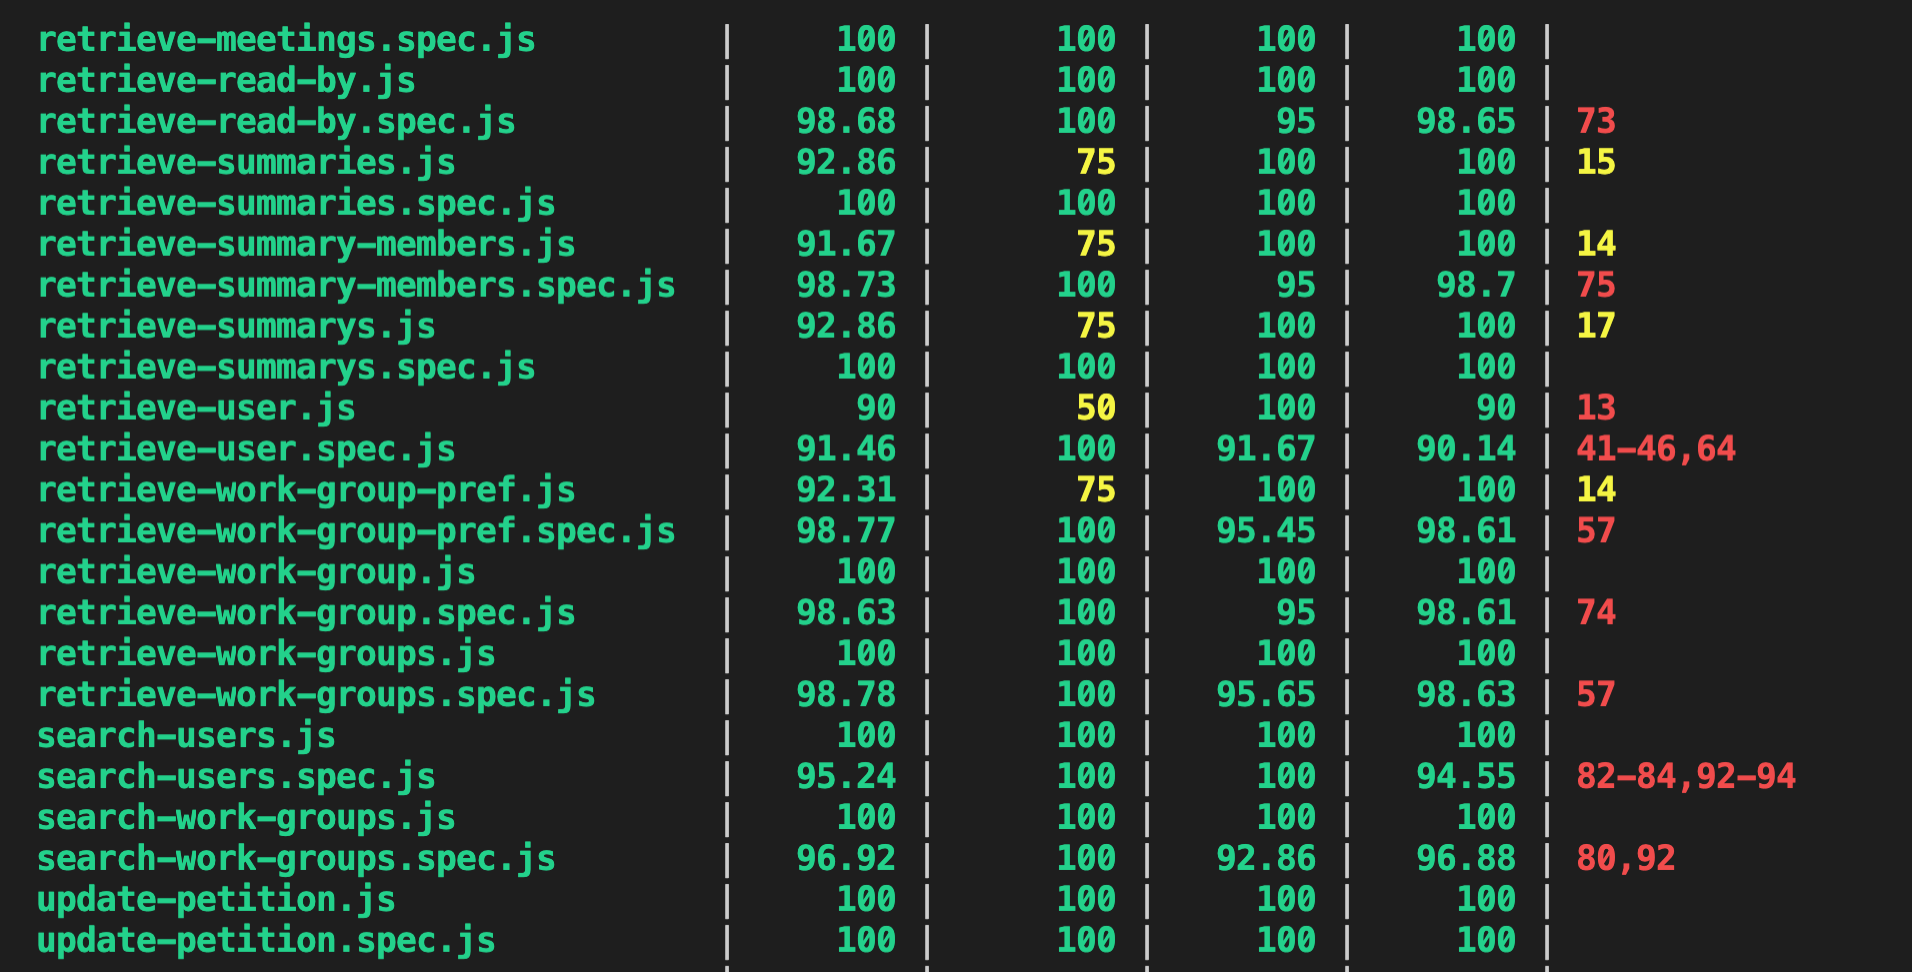 retrieve-meetings.spec.js | 100 | 100 | 100 | 100 |
retrieve-read-by.js | 100 | 100 | 100 | 100 |
retrieve-read-by.spec.js | 98.68 | 100 | 95 | 98.65 | 73
retrieve-summaries.js | 92.86 | 75 | 100 | 100 | 15
retrieve-summaries.spec.js | 100 | 100 | 100 | 100 |
retrieve-summary-members.js | 91.67 | 75 | 100 | 100 | 14
retrieve-summary-members.spec.js | 98.73 | 100 | 95 | 98.7 | 75
retrieve-summarys.js | 92.86 | 75 | 100 | 100 | 17
retrieve-summarys.spec.js | 100 | 100 | 100 | 100 |
retrieve-user.js | 90 | 50 | 100 | 90 | 13
retrieve-user.spec.js | 91.46 | 100 | 91.67 | 90.14 | 41-46,64
retrieve-work-group-pref.js | 92.31 | 75 | 100 | 100 | 14
retrieve-work-group-pref.spec.js | 98.77 | 100 | 95.45 | 98.61 | 57
retrieve-work-group.js | 100 | 100 | 100 | 100 |
retrieve-work-group.spec.js | 98.63 | 100 | 95 | 98.61 | 74
retrieve-work-groups.js | 100 | 100 | 100 | 100 |
retrieve-work-groups.spec.js | 98.78 | 100 | 95.65 | 98.63 | 57
search-users.js | 100 | 100 | 100 | 100 |
search-users.spec.js | 95.24 | 100 | 100 | 94.55 | 82-84,92-94
search-work-groups.js | 100 | 100 | 100 | 100 |
search-work-groups.spec.js | 96.92 | 100 | 92.86 | 96.88 | 80,92
update-petition.js | 100 | 100 | 100 | 100 |
update-petition.spec.js | 100 | 100 | 100 | 100 |